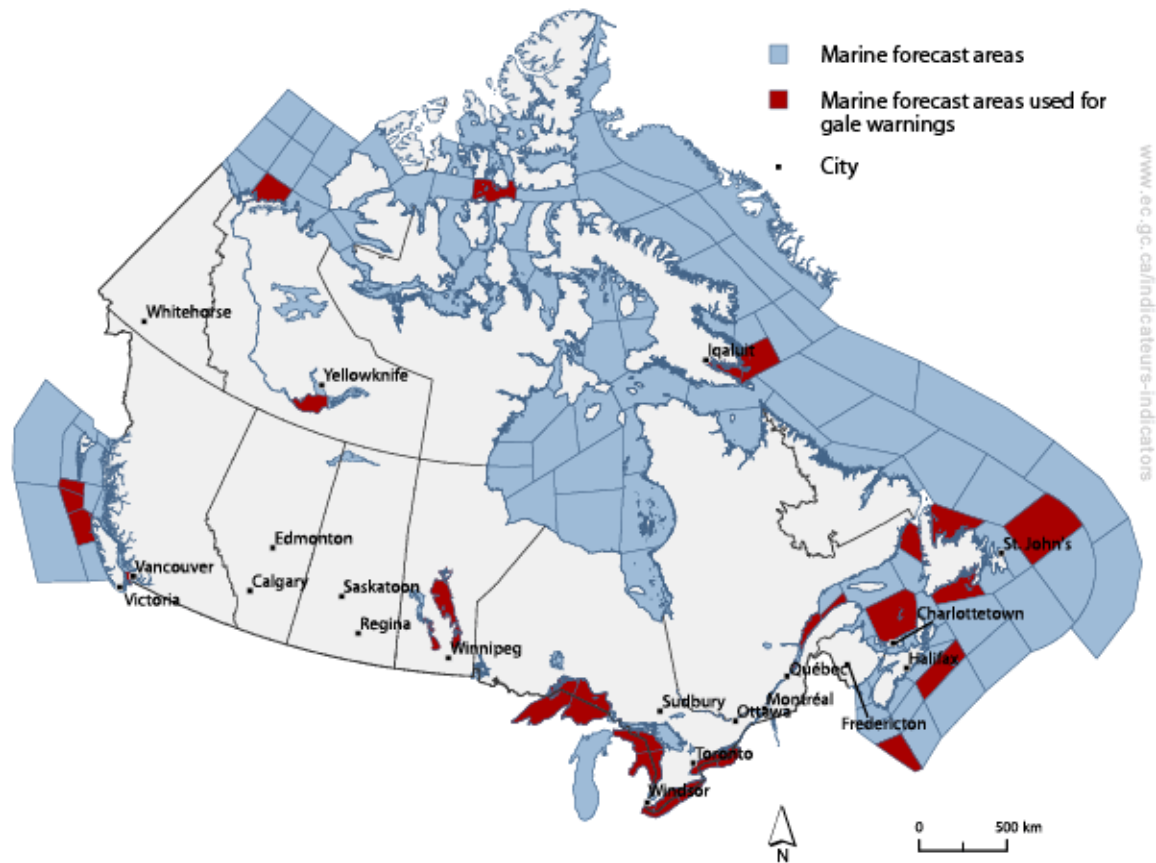 Marine forecast areas
Marine forecast areas used for
gale warnings
City
www.ec.gc.ca/indicateurs-indicators
Whitehorse
Iqaluit
Yellowknife
St. John's
Edmonton
Vancouver
Calgary
Saskatoon
Victoria
Charlottetown
Regina
Winnipeg
Halifax
Québec
Sudbury
Montréal
Ottawa
Fredericton
Toronto
Windsor
N
0 500 km